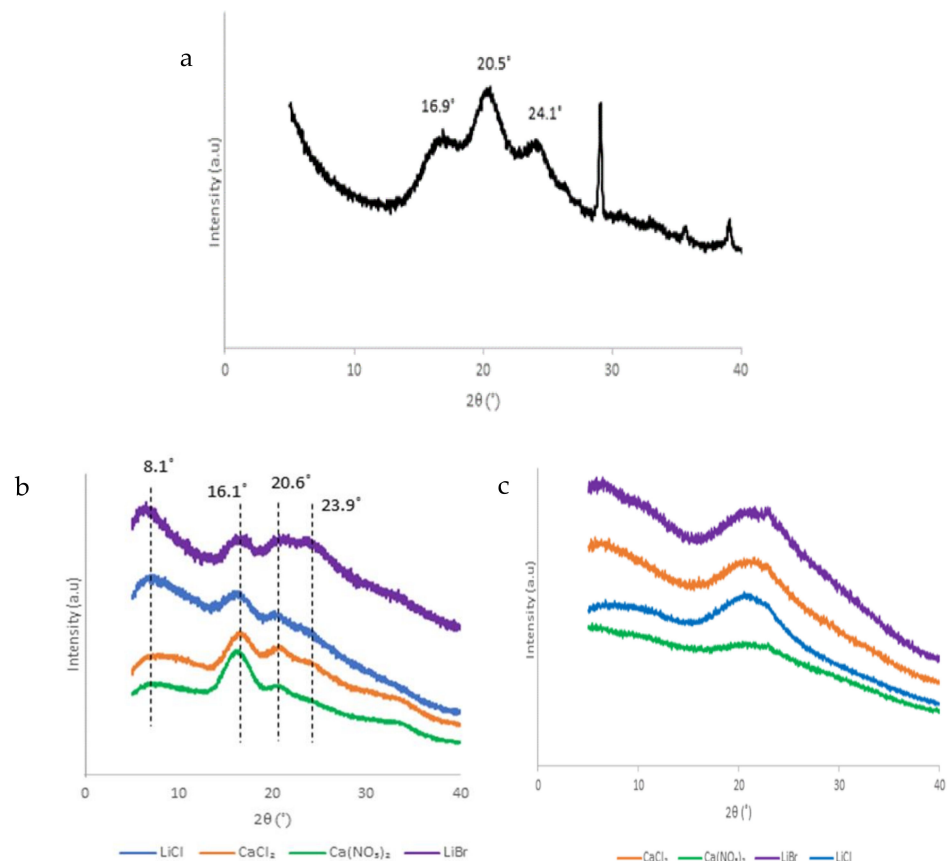 a
20.5°
16.9°
24.1°
Intensity (a.u)
0 10 20 30 40
2θ (°)
b
8.1°
16.1°
20.6°
23.9°
Intensity (a.u)
0 10 20 30 40
2θ (°)
LiCl CaCl₂ Ca(NO₃)₂ LiBr
c
Intensity (a.u)
0 10 20 30 40
2θ (°)
CaCl₂ Ca(NO₃)₂ LiBr LiCl